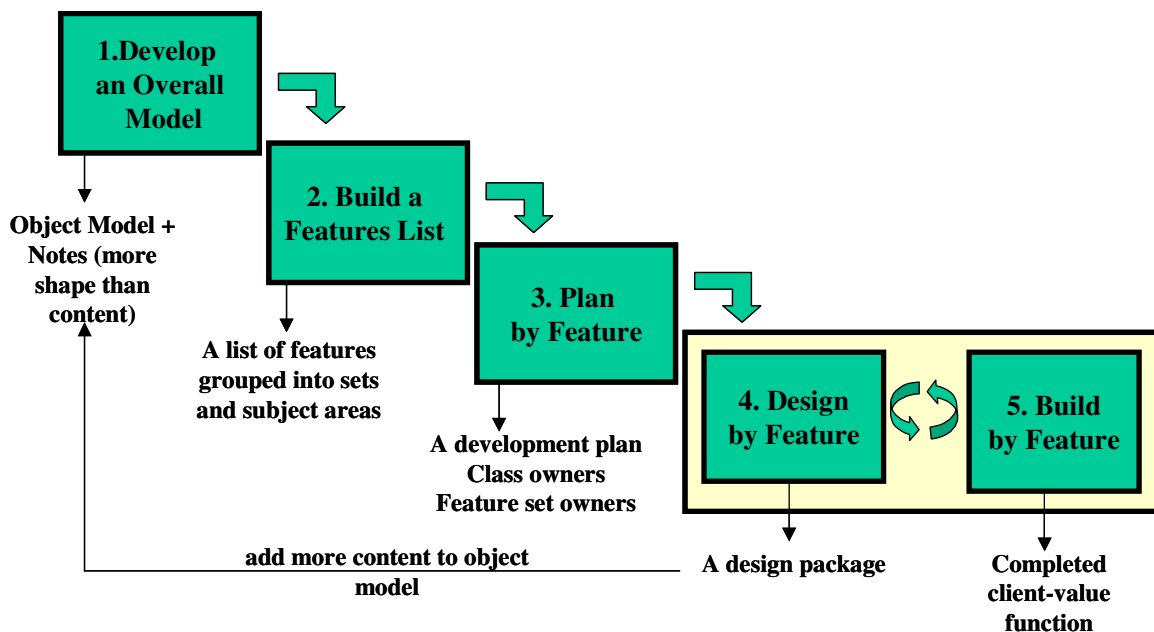 1.Develop
an Overall
Model
2. Build a
Features List
3. Plan
by Feature
4. Design
by Feature
5. Build
by Feature
Object Model +
Notes (more
shape than
content)
A list of features
grouped into sets
and subject areas
A development plan
Class owners
Feature set owners
add more content to object
model
A design package
Completed
client-value
function